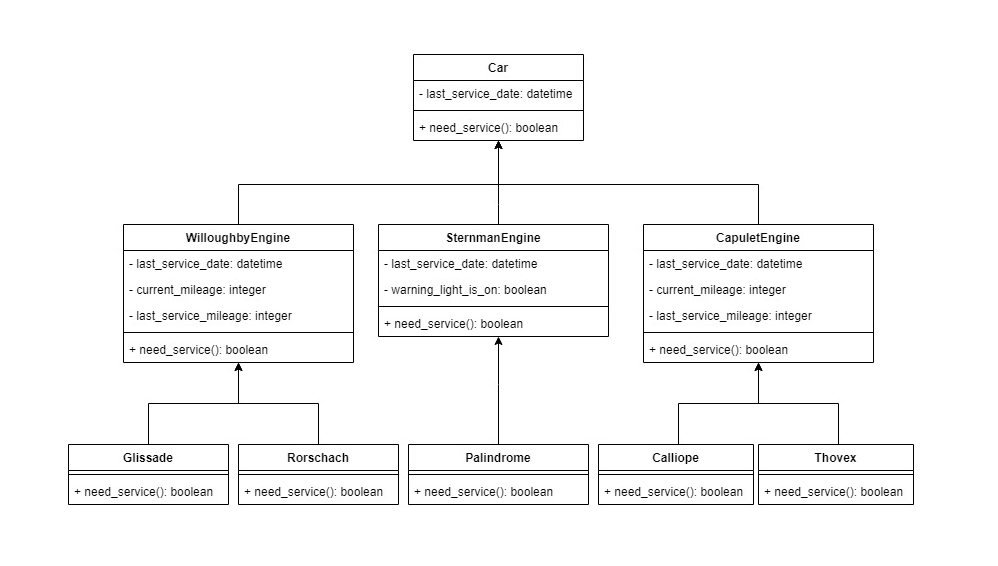 Car
- last_service_date: datetime
+ need_service(): boolean
WilloughbyEngine
- last_service_date: datetime
- current_mileage: integer
- last_service_mileage: integer
+ need_service(): boolean
SternmanEngine
- last_service_date: datetime
- warning_light_is_on: boolean
+ need_service(): boolean
CapuletEngine
- last_service_date: datetime
- current_mileage: integer
- last_service_mileage: integer
+ need_service(): boolean
Glissade
+ need_service(): boolean
Rorschach
+ need_service(): boolean
Palindrome
+ need_service(): boolean
Calliope
+ need_service(): boolean
Thovex
+ need_service(): boolean